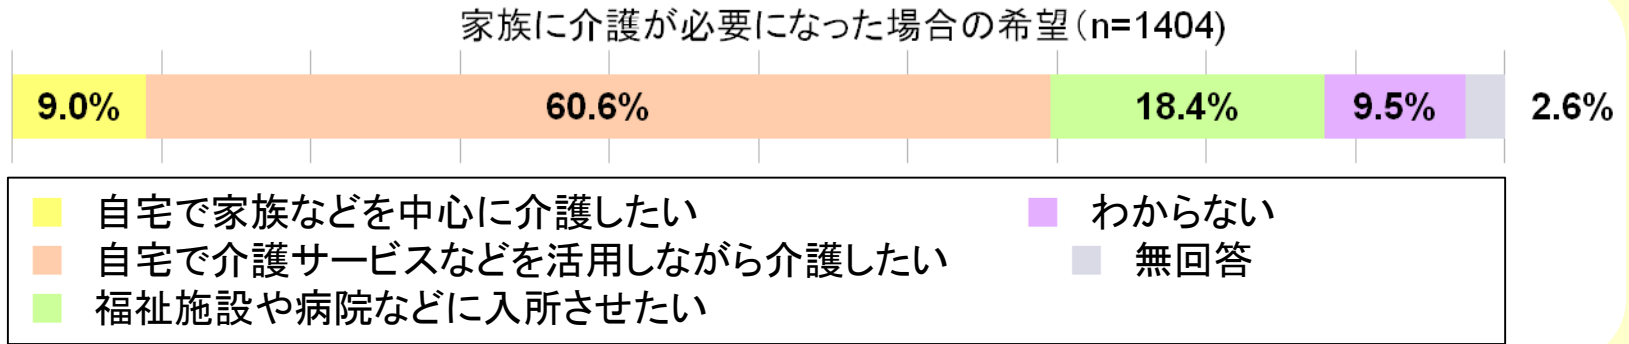 家族に介護が必要になった場合の希望（n=1404)
9.0% 60.6% 18.4% 9.5% 2.6%
自宅で家族などを中心に介護したい わからない
自宅で介護サービスなどを活用しながら介護したい 無回答
福祉施設や病院などに入所させたい